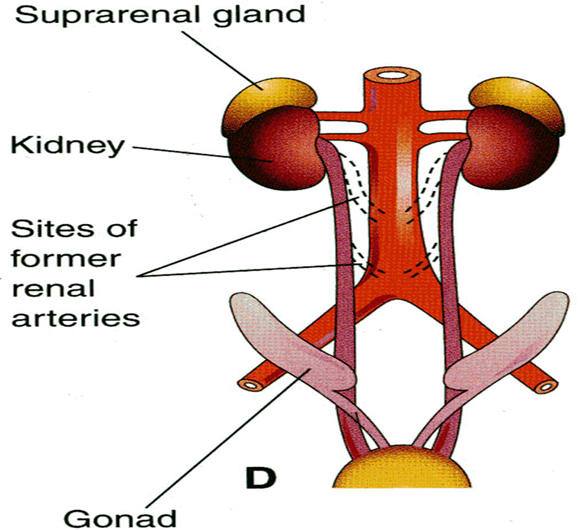 Suprarenal gland
Kidney
Sites of
former
renal
arteries
D
Gonad